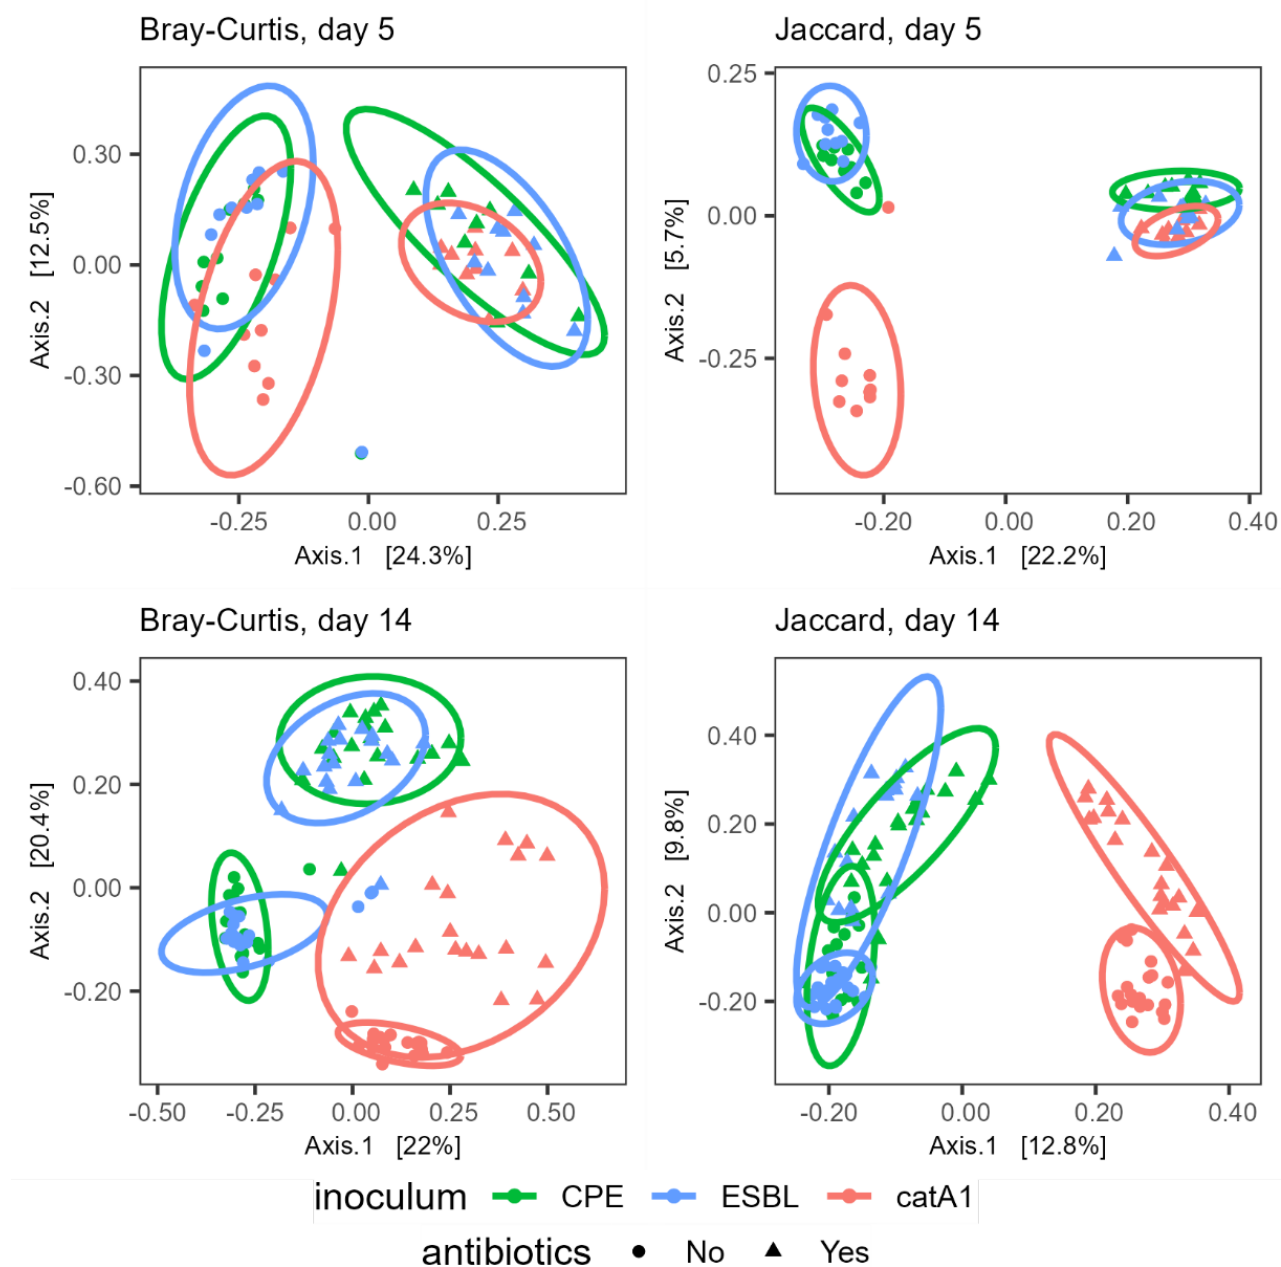 Bray-Curtis, day 5
0.30
0.00
-0.30
-0.60
Axis.2 [12.5%]
-0.25 0.00 0.25
Axis.1 [24.3%]
Jaccard, day 5
0.25
0.00
-0.25
Axis.2 [5.7%]
-0.20 0.00 0.20 0.40
Axis.1 [22.2%]
Bray-Curtis, day 14
0.40
0.20
0.00
-0.20
Axis.2 [20.4%]
-0.50 -0.25 0.00 0.25 0.50
Axis.1 [22%]
Jaccard, day 14
0.40
0.20
0.00
-0.20
Axis.2 [9.8%]
-0.20 0.00 0.20 0.40
Axis.1 [12.8%]
inoculum CPE ESBL catA1
antibiotics No Yes